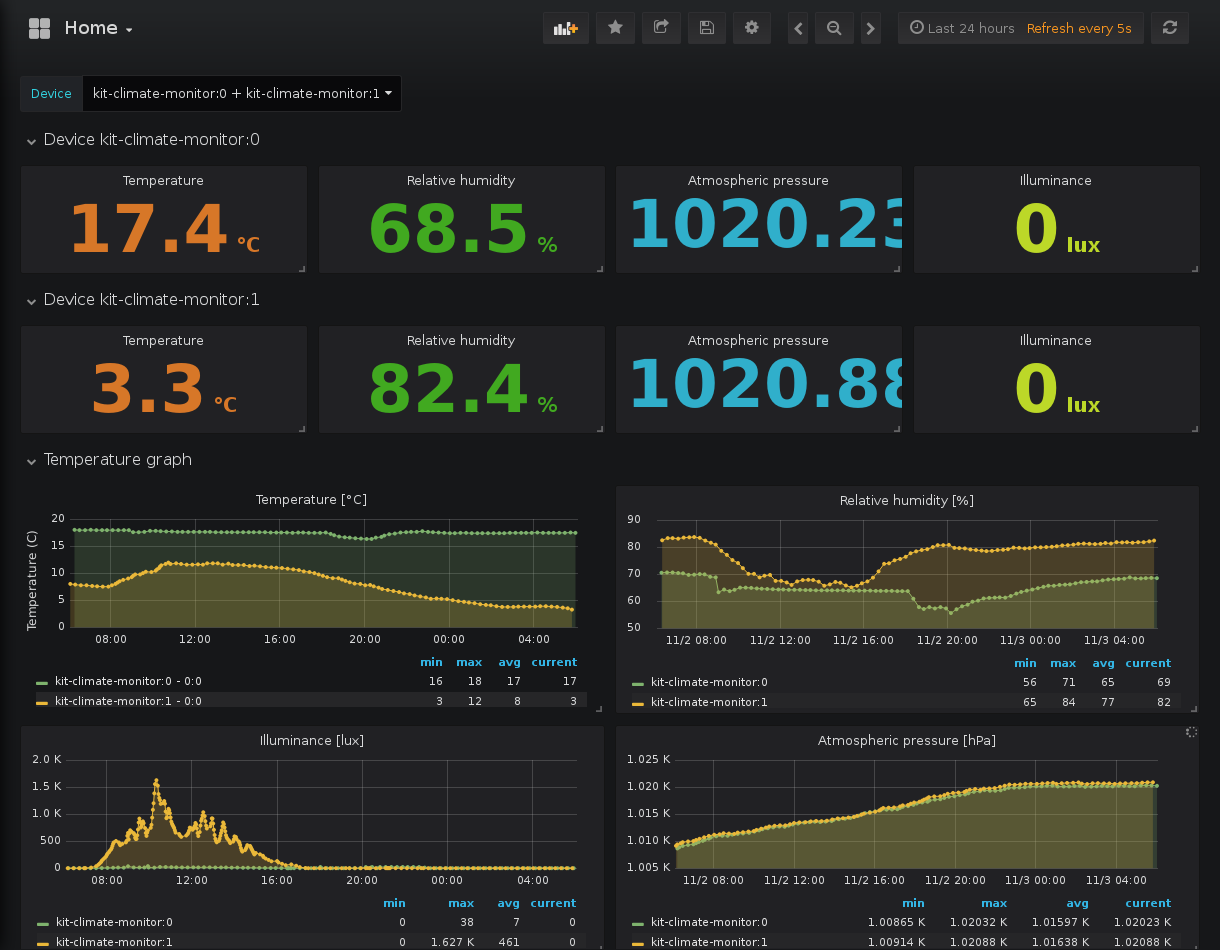 Home
Last 24 hours Refresh every 5s
Device kit-climate-monitor:0 + kit-climate-monitor:1
Device kit-climate-monitor:0
Temperature Relative humidity Atmospheric pressure Illuminance
17.4 °C 68.5 % 1020.23 0 lux
Device kit-climate-monitor:1
Temperature Relative humidity Atmospheric pressure Illuminance
3.3 °C 82.4 % 1020.88 0 lux
Temperature graph
Temperature [°C]
Temperature (C)
20
15
10
5
0
08:00 12:00 16:00 20:00 00:00 04:00
min max avg current
kit-climate-monitor:0 - 0:0 16 18 17 17
kit-climate-monitor:1 - 0:0 3 12 8 3
Relative humidity [%]
90
80
70
60
50
11/2 08:00 11/2 12:00 11/2 16:00 11/2 20:00 11/3 00:00 11/3 04:00
min max avg current
kit-climate-monitor:0 56 71 65 69
kit-climate-monitor:1 65 84 77 82
Illuminance [lux]
2.0 K
1.5 K
1.0 K
500
0
08:00 12:00 16:00 20:00 00:00 04:00
min max avg current
kit-climate-monitor:0 0 38 7 0
kit-climate-monitor:1 0 1.627 K 461 0
Atmospheric pressure [hPa]
1.025 K
1.020 K
1.015 K
1.010 K
1.005 K
11/2 08:00 11/2 12:00 11/2 16:00 11/2 20:00 11/3 00:00 11/3 04:00
min max avg current
kit-climate-monitor:0 1.00865 K 1.02032 K 1.01597 K 1.02023 K
kit-climate-monitor:1 1.00914 K 1.02088 K 1.01638 K 1.02088 K